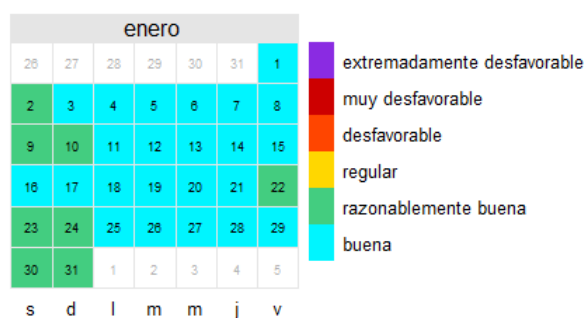 enero
26 27 28 29 30 31 1
2 3 4 5 6 7 8
9 10 11 12 13 14 15
16 17 18 19 20 21 22
23 24 25 26 27 28 29
30 31 1 2 3 4 5
s d l m m j v
extremadamente desfavorable
muy desfavorable
desfavorable
regular
razonablemente buena
buena